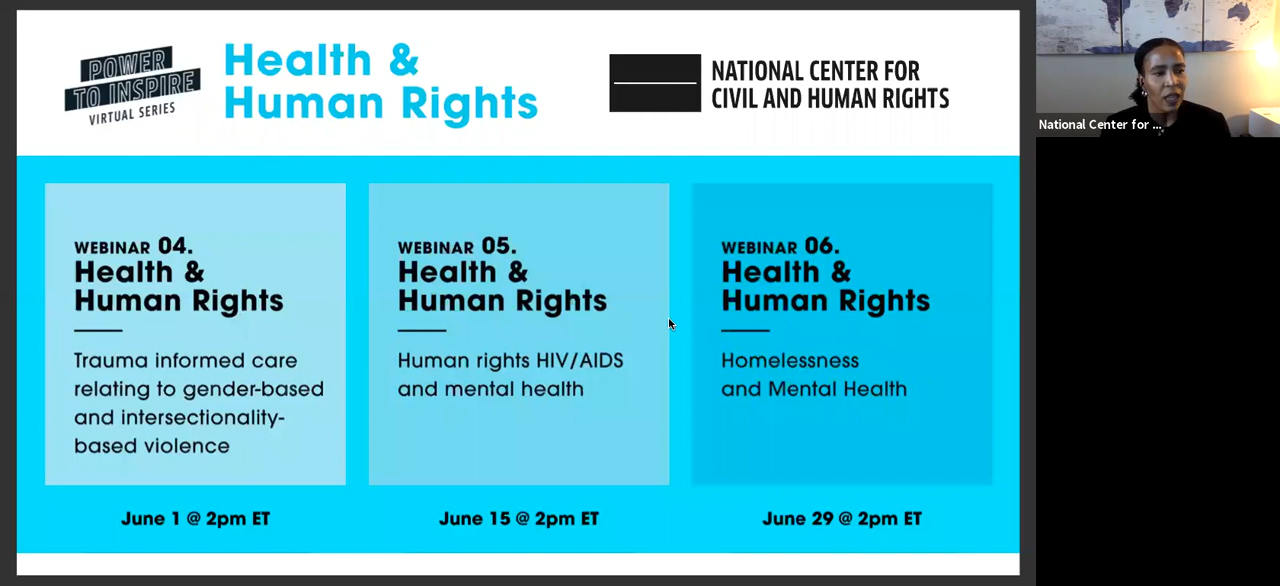 POWER
TO INSPIRE
VIRTUAL SERIES
Health &
Human Rights
NATIONAL CENTER FOR
CIVIL AND HUMAN RIGHTS
WEBINAR 04.
Health &
Human Rights
Trauma informed care
relating to gender-based
and intersectionality-
based violence
June 1 @ 2pm ET
WEBINAR 05.
Health &
Human Rights
Human rights HIV/AIDS
and mental health
June 15 @ 2pm ET
WEBINAR 06.
Health &
Human Rights
Homelessness
and Mental Health
June 29 @ 2pm ET
National Center for ...